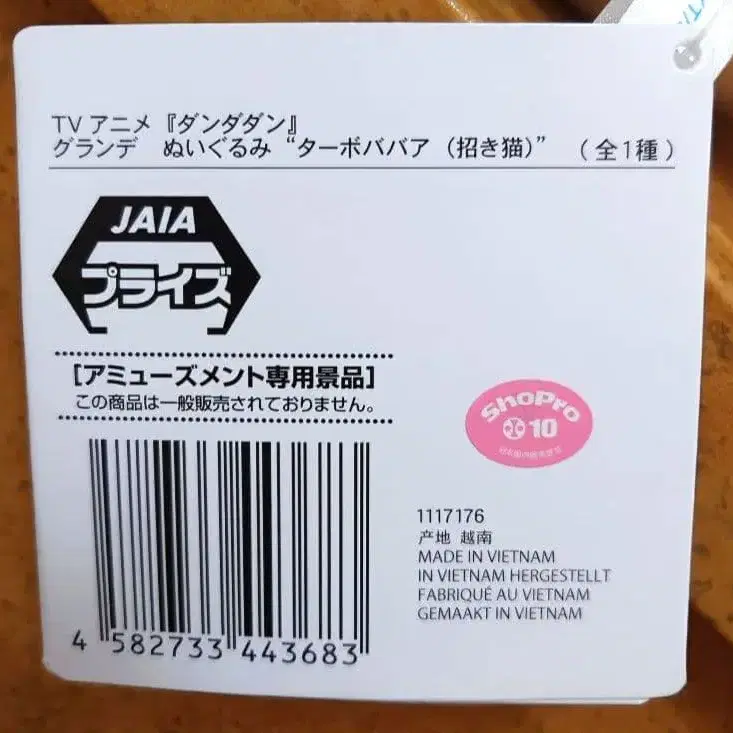 TV アニメ『ダンダダン』
グランデ ぬいぐるみ “ターボババア（招き猫）” （全1種）
JAIA
プライズ
［アミューズメント専用景品］
この商品は一般販売されておりません。
ShoPro
10
4 582733 443683
1117176
产地 越南
MADE IN VIETNAM
IN VIETNAM HERGESTELLT
FABRIQUÉ AU VIETNAM
GEMAAKT IN VIETNAM